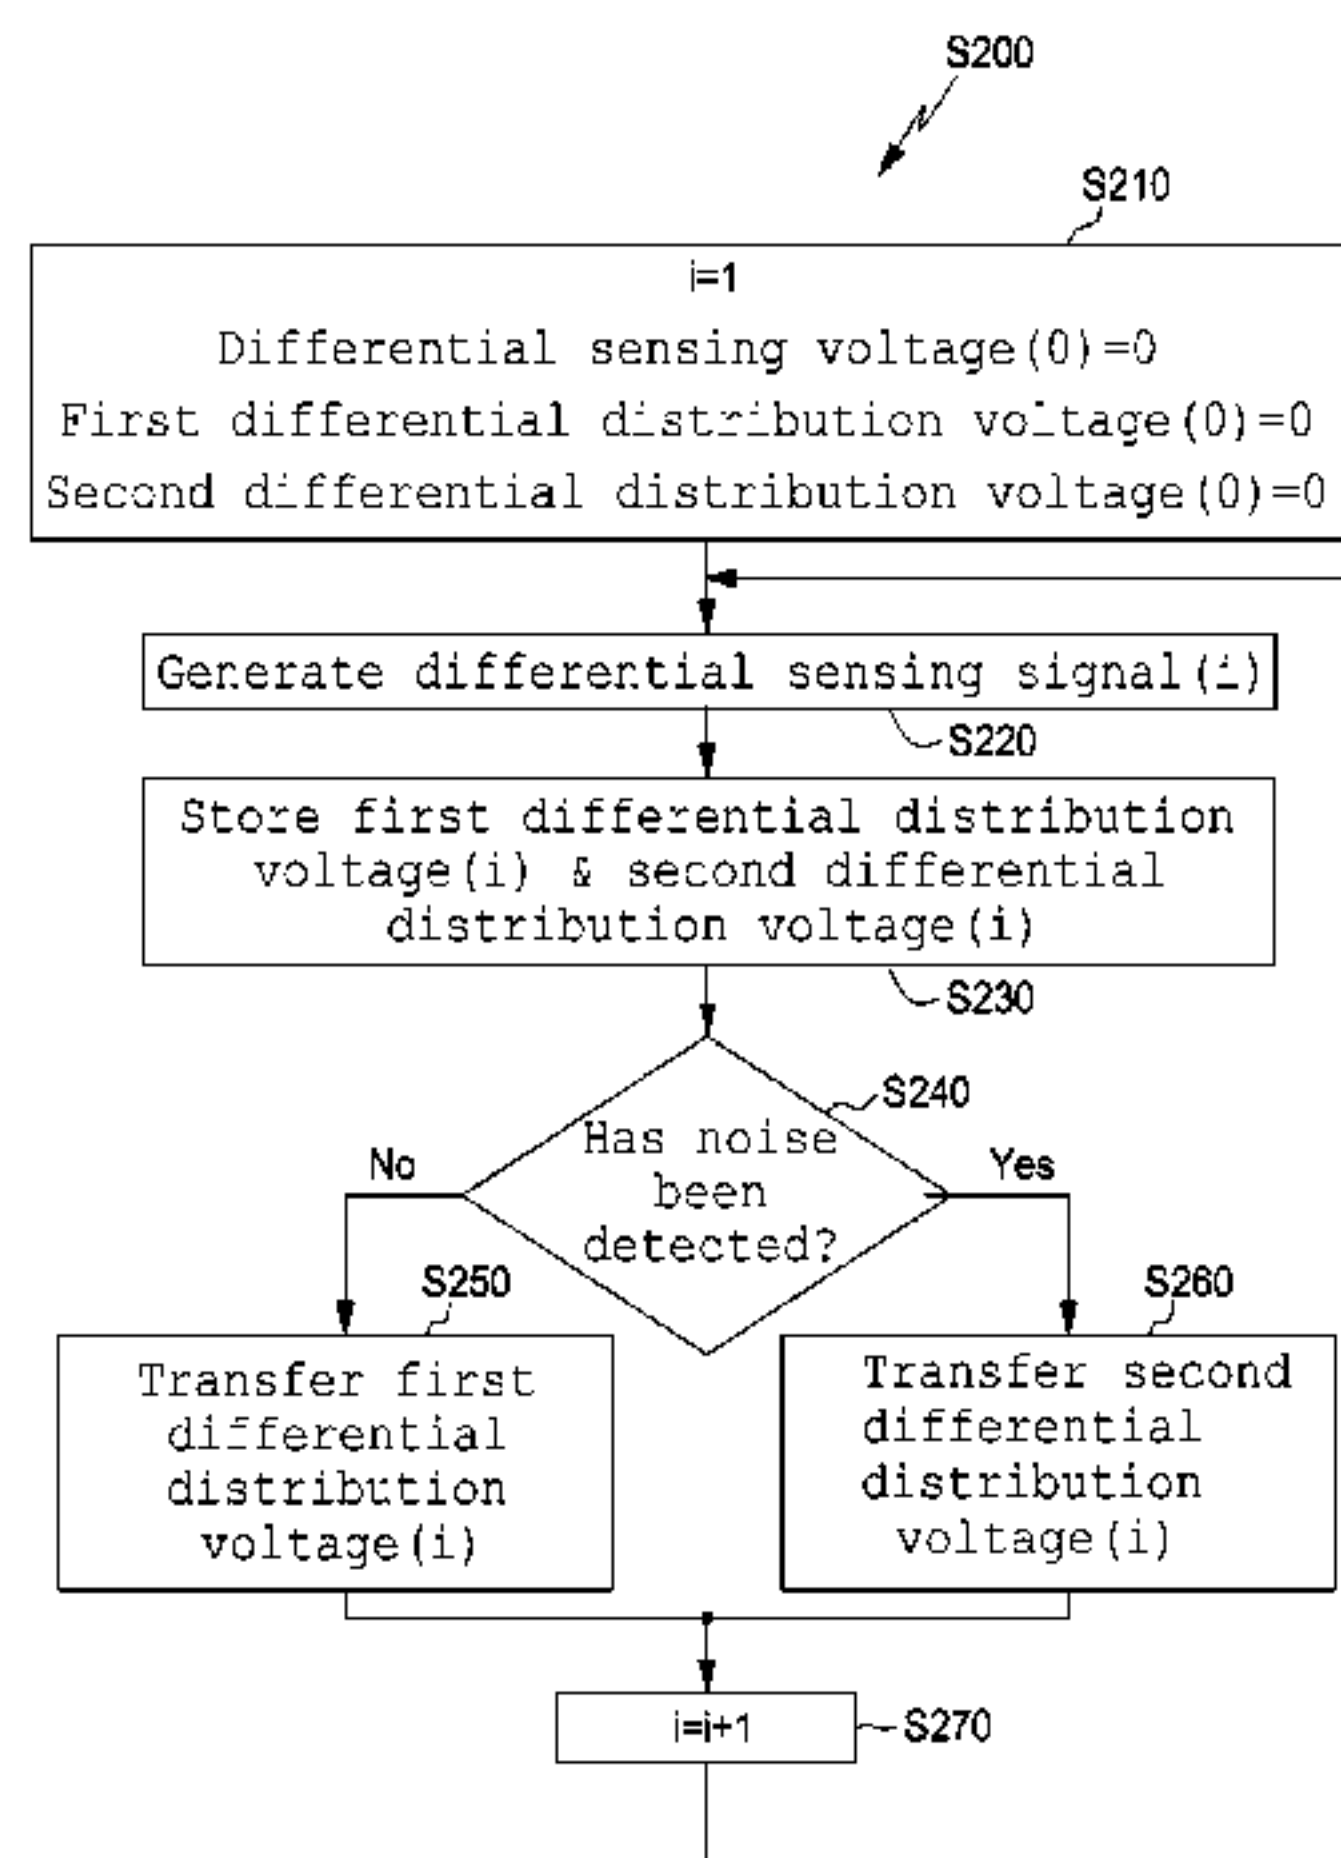 S200
S210
i=1
Differential sensing voltage(0)=0
First differential distribution voltage(0)=0
Second differential distribution voltage(0)=0
Generate differential sensing signal(i)
S220
Store first differential distribution
voltage(i) & second differential
distribution voltage(i)
S230
S240
Has noise
been
detected?
No
Yes
S250
S260
Transfer first
differential
distribution
voltage(i)
Transfer second
differential
distribution
voltage(i)
i=i+1
S270